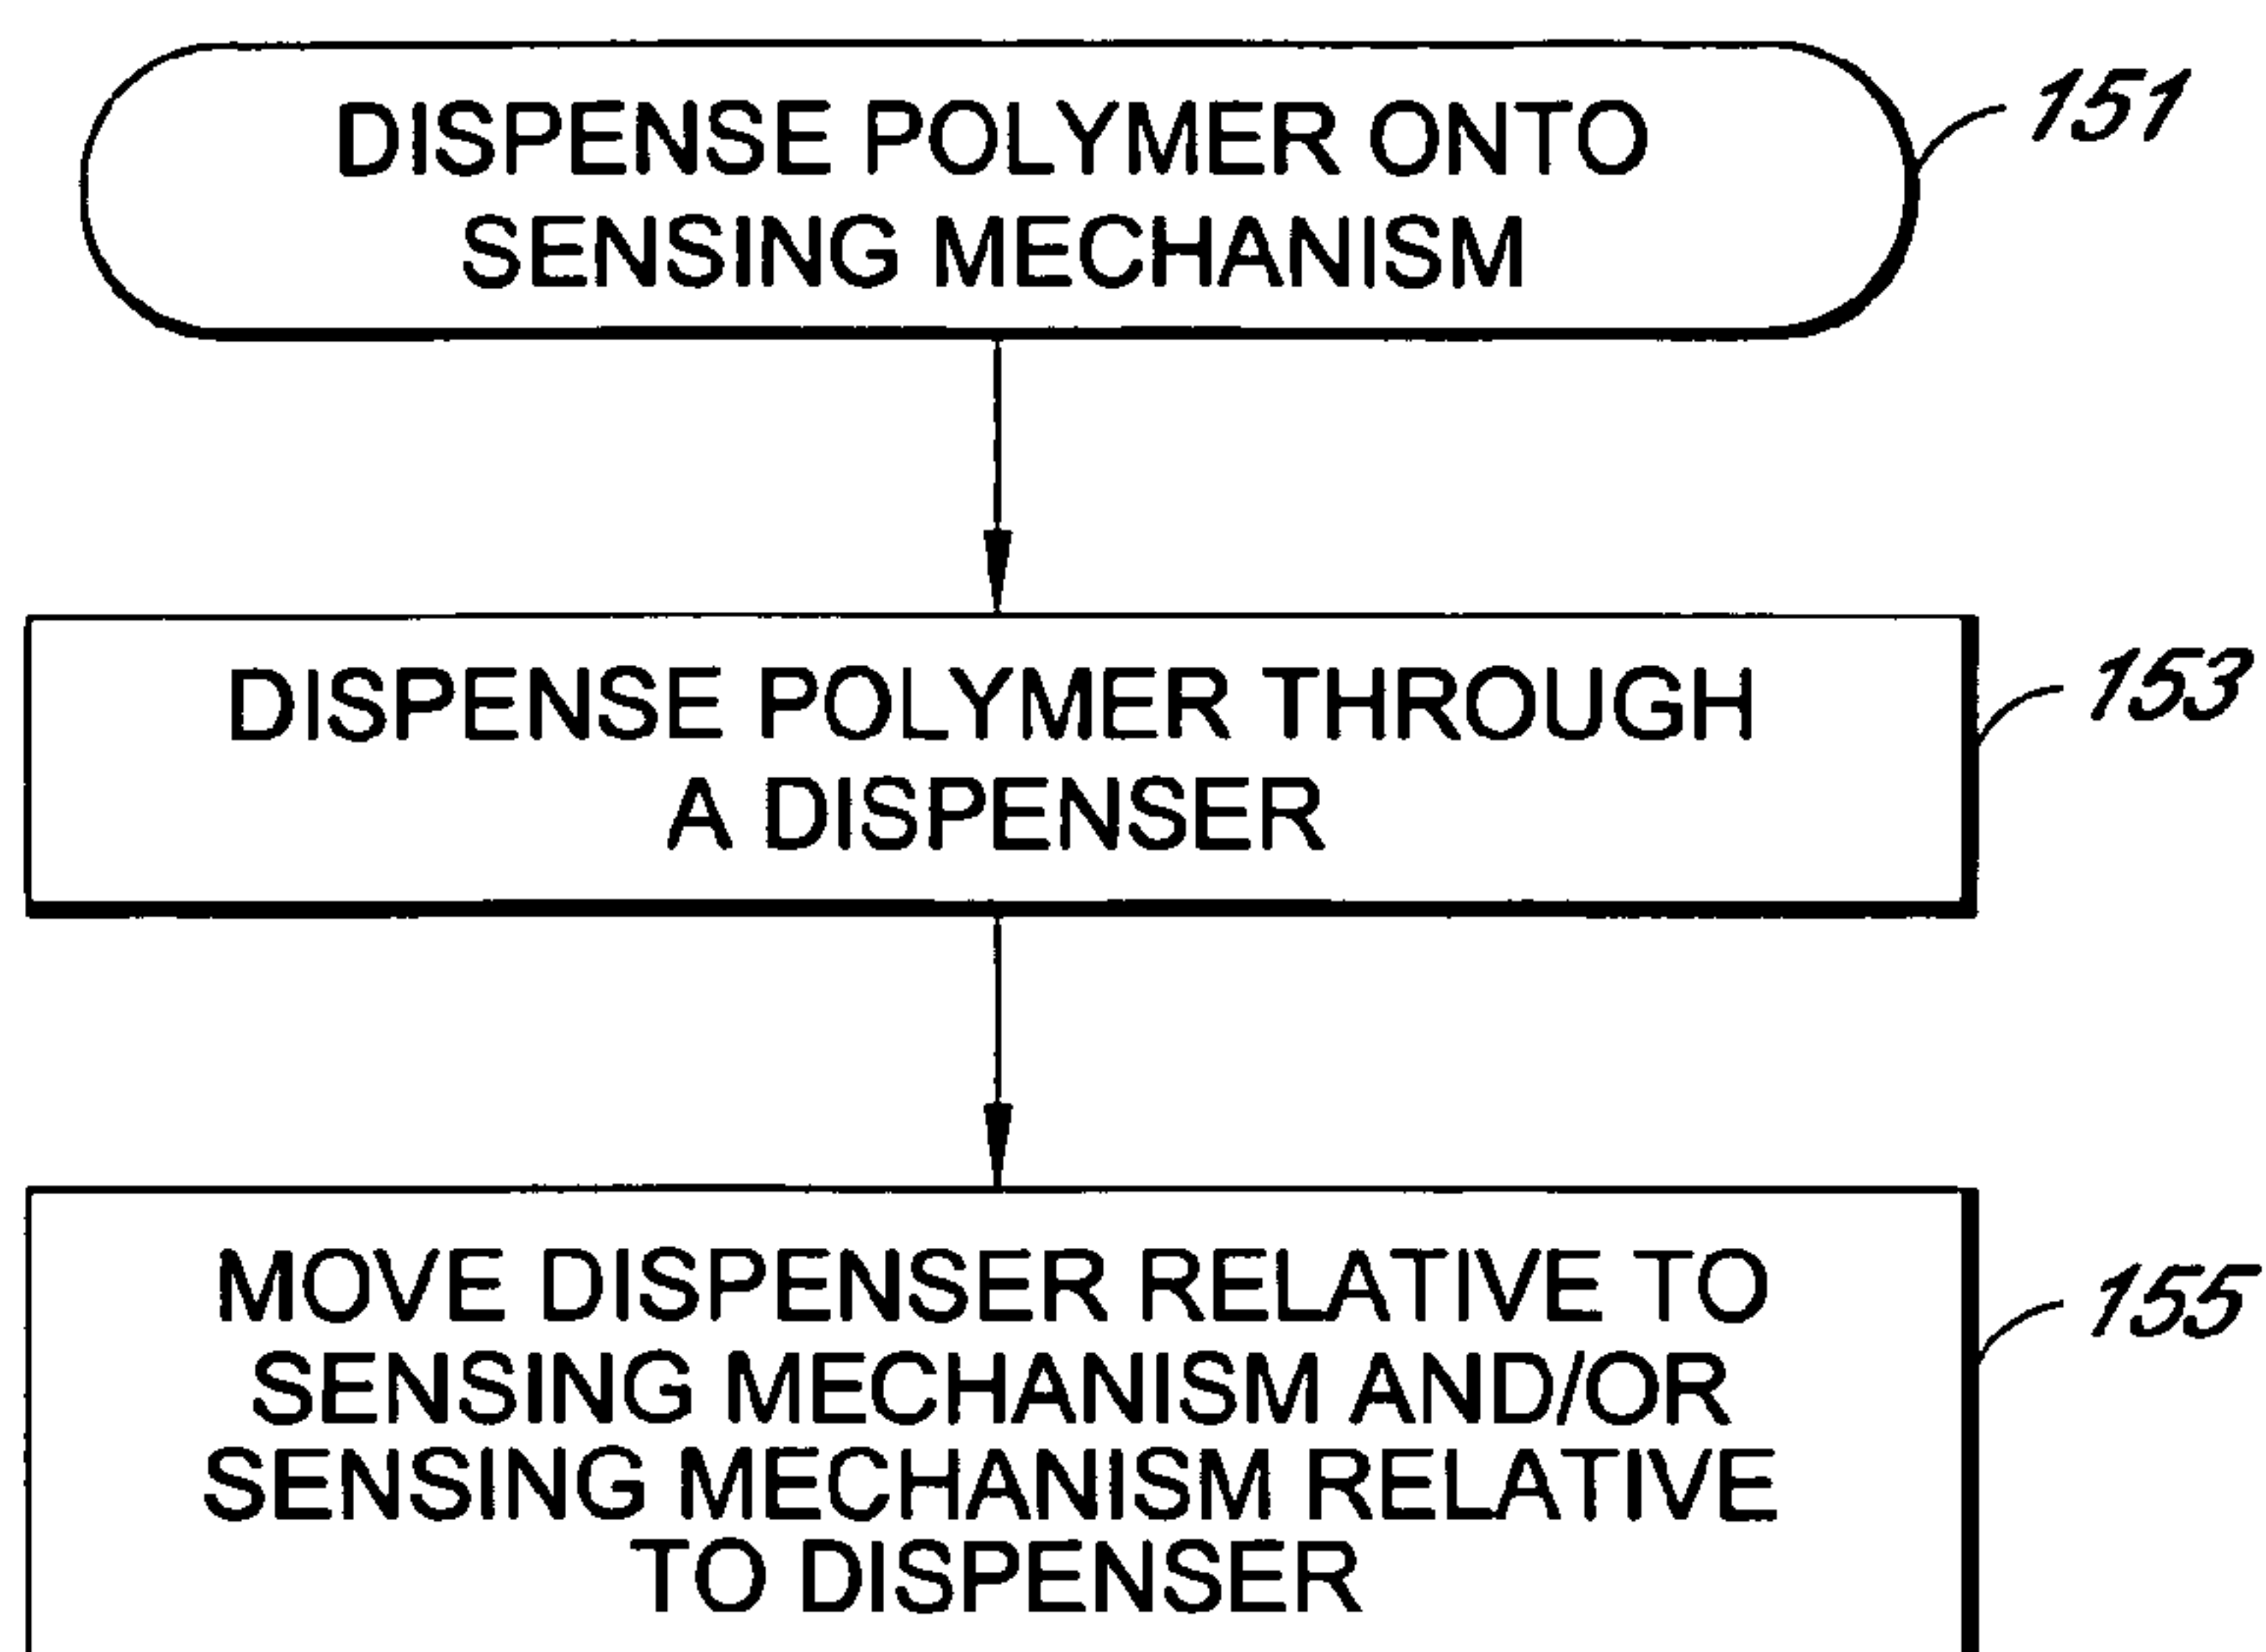 DISPENSE POLYMER ONTO
SENSING MECHANISM
151
DISPENSE POLYMER THROUGH
A DISPENSER
153
MOVE DISPENSER RELATIVE TO
SENSING MECHANISM AND/OR
SENSING MECHANISM RELATIVE
TO DISPENSER
155